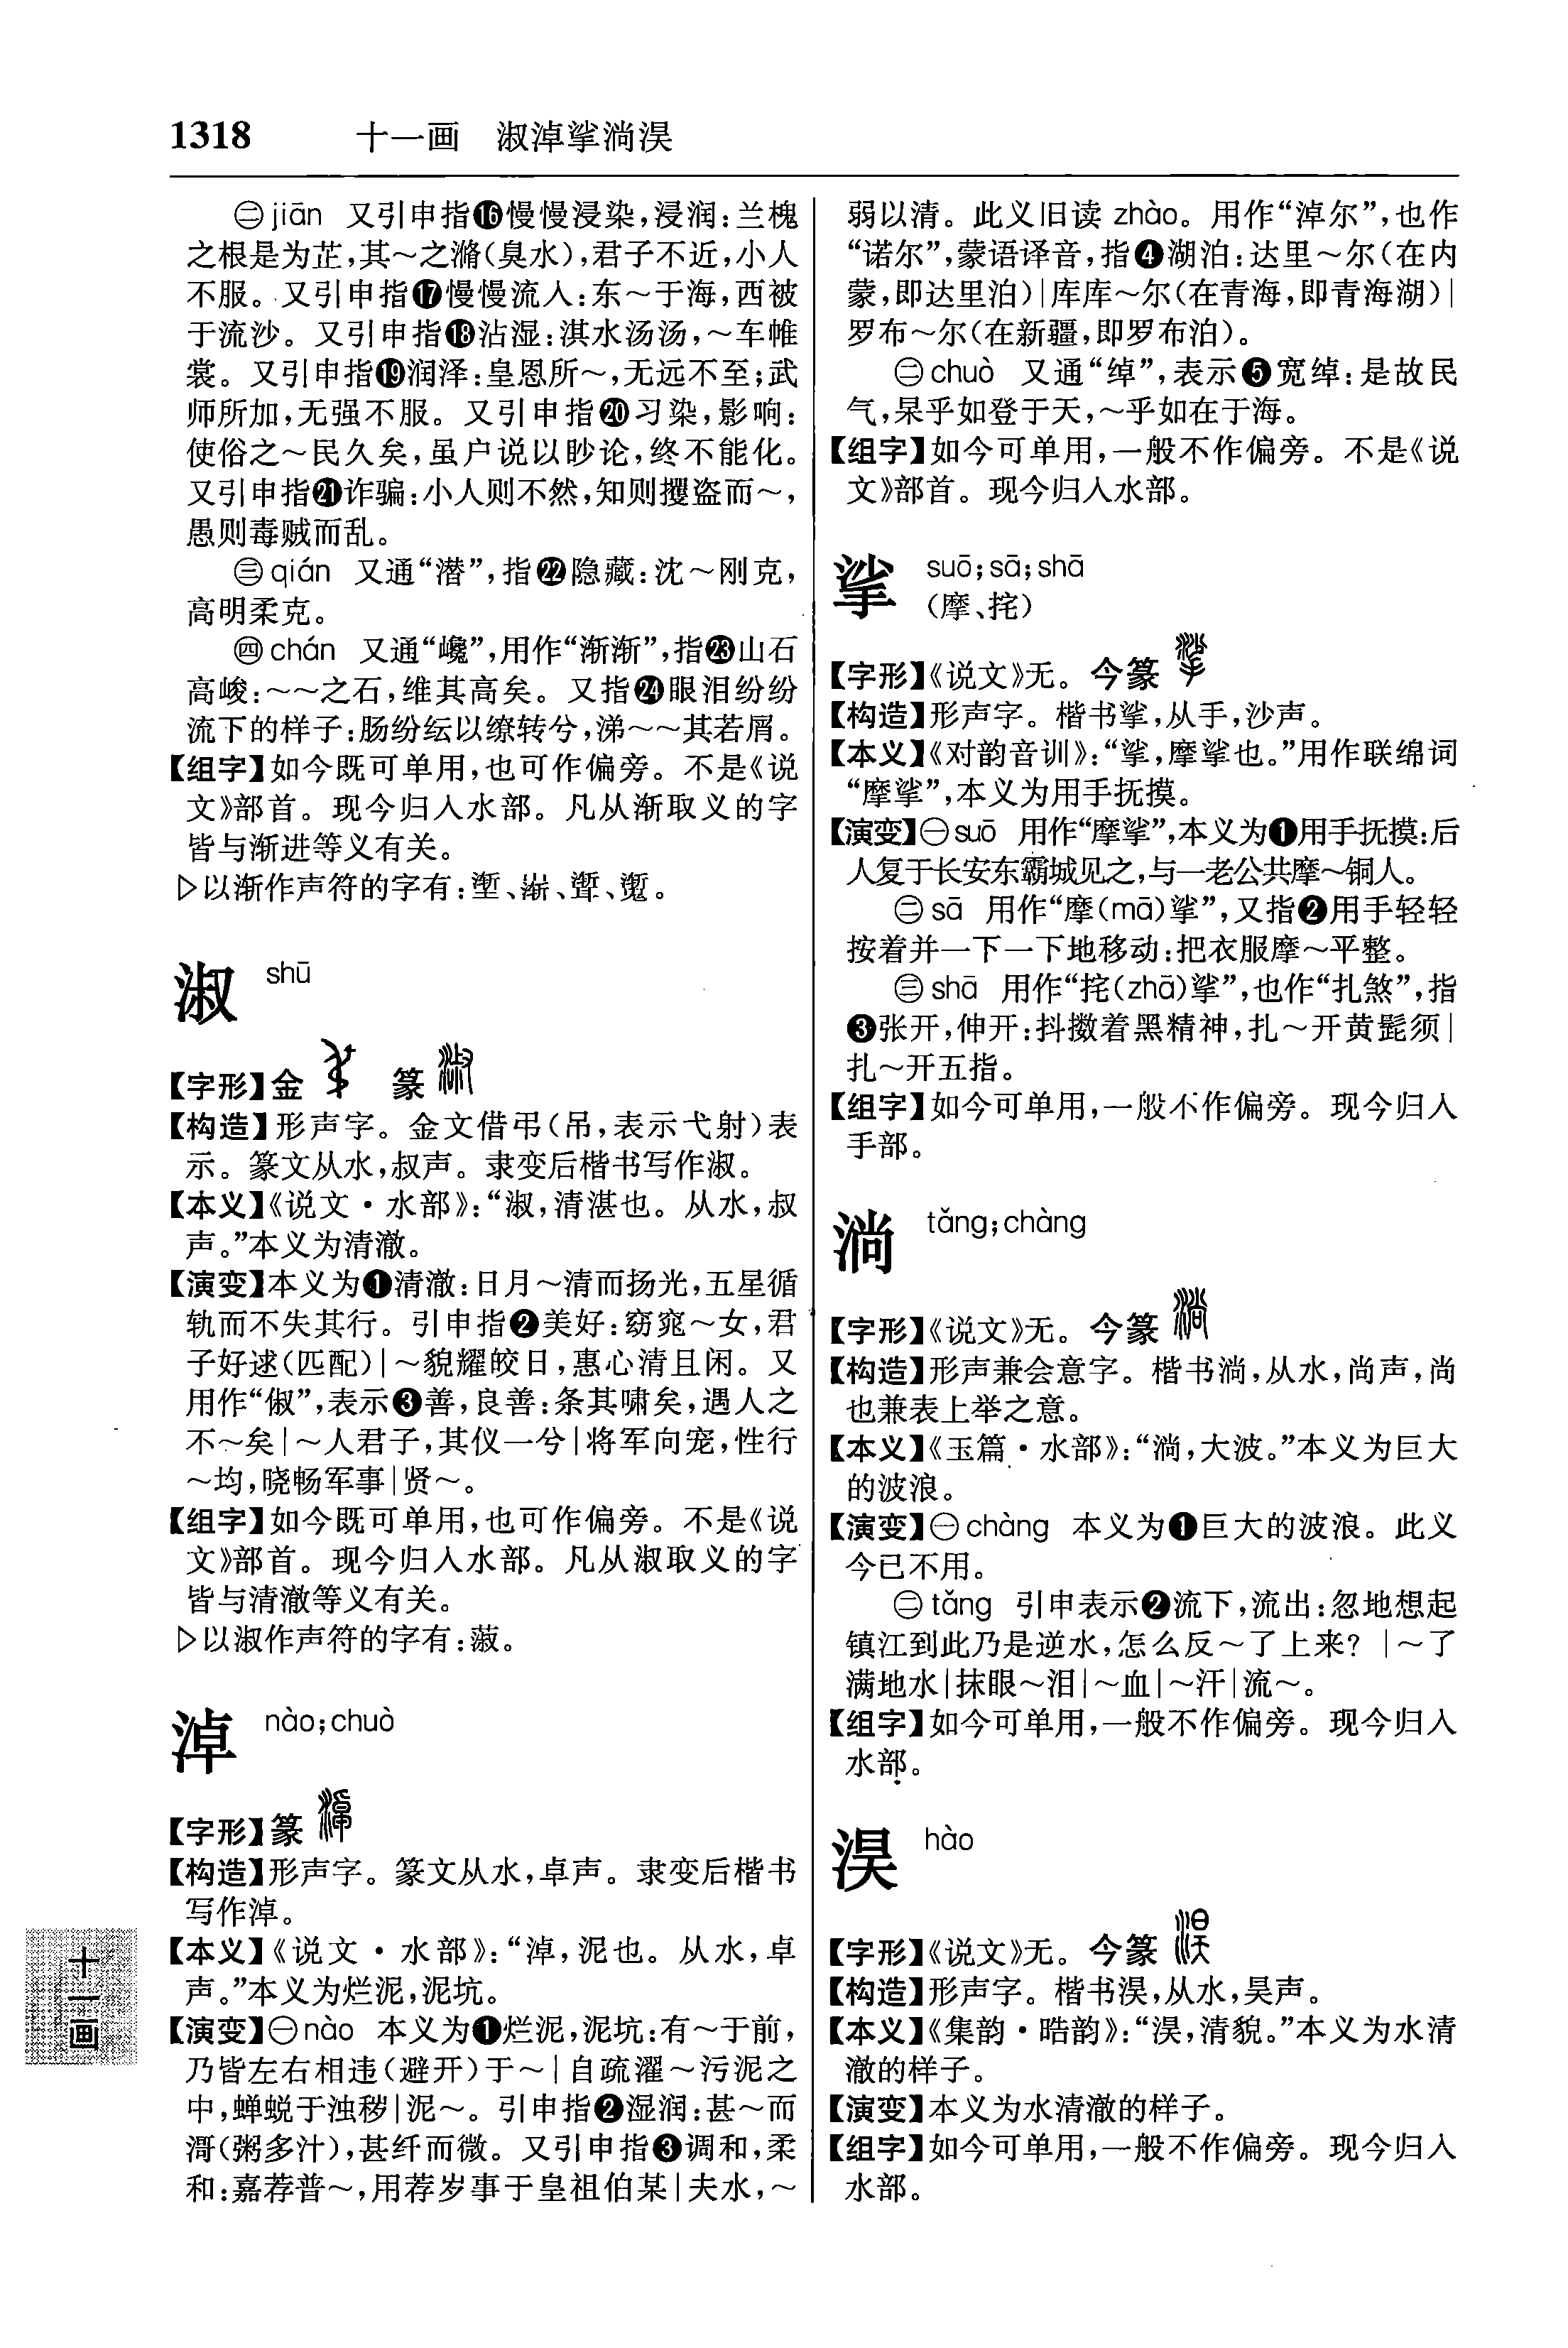 1318 十一画 淑淖挲淌淏
㊁jiān 又引申指⓰慢慢浸染,浸润:兰槐
之根是为芷,其～之滫(臭水),君子不近,小人
不服。又引申指⓱慢慢流入:东～于海,西被
于流沙。又引申指⓲沾湿:淇水汤汤,～车帷
裳。又引申指⓳润泽:皇恩所～,无远不至;武
师所加,无强不服。又引申指⓴习染,影响:
使俗之～民久矣,虽户说以眇论,终不能化。
又引申指㉑诈骗:小人则不然,知则攫盗而～,
愚则毒贼而乱。
㊂qián 又通“潜”,指㉒隐藏:沈～刚克,
高明柔克。
㊃chán 又通“巉”,用作“渐渐”,指㉓山石
高峻:～～之石,维其高矣。又指㉔眼泪纷纷
流下的样子:肠纷纭以缭转兮,涕～～其若屑。
【组字】如今既可单用,也可作偏旁。不是《说
文》部首。现今归入水部。凡从渐取义的字
皆与渐进等义有关。
▷以渐作声符的字有:
淑 shū
【字形】金 篆
【构造】形声字。金文借弔(吊,表示弋射)表
示。篆文从水,叔声。隶变后楷书写作淑。
【本义】《说文·水部》:“淑,清湛也。从水,叔
声。”本义为清澈。
【演变】本义为❶清澈:日月～清而扬光,五星循
轨而不失其行。引申指❷美好:窈窕～女,君
子好逑(匹配)|～貌耀皎日,惠心清且闲。又
用作“俶”,表示❸善,良善:条其啸矣,遇人之
不～矣|～人君子,其仪一兮|将军向宠,性行
～均,晓畅军事|贤～。
【组字】如今既可单用,也可作偏旁。不是《说
文》部首。现今归入水部。凡从淑取义的字
皆与清澈等义有关。
▷以淑作声符的字有:蔋。
淖 nào;chuò
【字形】篆
【构造】形声字。篆文从水,卓声。隶变后楷书
写作淖。
【本义】《说文·水部》:“淖,泥也。从水,卓
声。”本义为烂泥,泥坑。
【演变】㊀nào 本义为❶烂泥,泥坑:有～于前,
乃皆左右相违(避开)于～|自疏濯～污泥之
中,蝉蜕于浊秽|泥～。引申指❷湿润:甚～而
滒(粥多汁),甚纤而微。又引申指❸调和,柔
和:嘉荐普～,用荐岁事于皇祖伯某|夫水,～
弱以清。此义旧读 zhào。用作“淖尔”,也作
“诺尔”,蒙语译音,指❹湖泊:达里～尔(在内
蒙,即达里泊)|库库～尔(在青海,即青海湖)|
罗布～尔(在新疆,即罗布泊)。
㊁chuò 又通“绰”,表示❺宽绰:是故民
气,杲乎如登于天,～乎如在于海。
【组字】如今可单用,一般不作偏旁。不是《说
文》部首。现今归入水部。
挲 suō;sā;shā
(摩、挓)
【字形】《说文》无。今篆
【构造】形声字。楷书挲,从手,沙声。
【本义】《对韵音训》:“挲,摩挲也。”用作联绵词
“摩挲”,本义为用手抚摸。
【演变】㊀suō 用作“摩挲”,本义为❶用手抚摸:后
人复于长安东霸城见之,与一老公共摩～铜人。
㊁sā 用作“摩(mā)挲”,又指❷用手轻轻
按着并一下一下地移动:把衣服摩～平整。
㊂shā 用作“挓(zhā)挲”,也作“扎煞”,指
❸张开,伸开:抖擞着黑精神,扎～开黄髭须|
扎～开五指。
【组字】如今可单用,一般不作偏旁。现今归入
手部。
淌 tǎng;chàng
【字形】《说文》无。今篆
【构造】形声兼会意字。楷书淌,从水,尚声,尚
也兼表上举之意。
【本义】《玉篇·水部》:“淌,大波。”本义为巨大
的波浪。
【演变】㊀chàng 本义为❶巨大的波浪。此义
今已不用。
㊁tǎng 引申表示❷流下,流出:忽地想起
镇江到此乃是逆水,怎么反～了上来?|～了
满地水|抹眼～泪|～血|～汗|流～。
【组字】如今可单用,一般不作偏旁。现今归入
水部。
淏 hào
【字形】《说文》无。今篆
【构造】形声字。楷书淏,从水,昊声。
【本义】《集韵·晧韵》:“淏,清貌。”本义为水清
澈的样子。
【演变】本义为水清澈的样子。
【组字】如今可单用,一般不作偏旁。现今归入
水部。
十一画